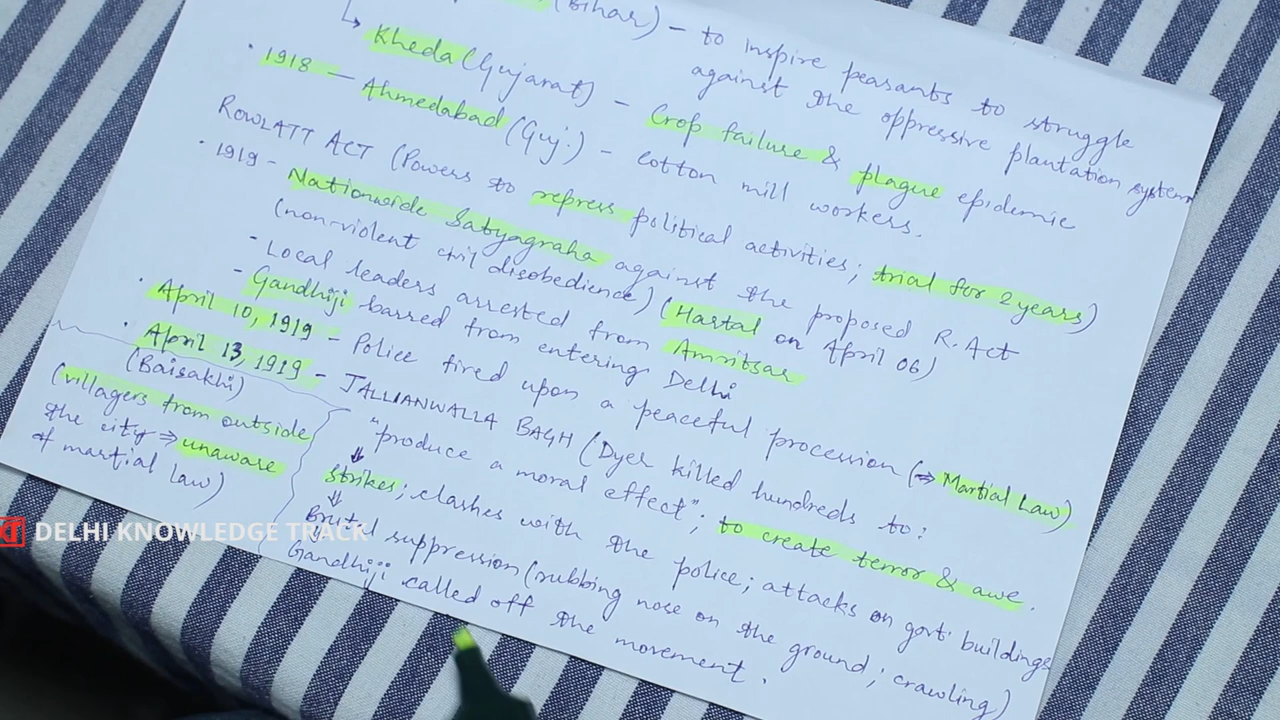 (Bihar) – to inspire peasants to struggle
against the oppressive plantation system
↳ Kheda (Gujarat) – Crop failure & plague epidemic
· 1918 — Ahmedabad (Guj.) – cotton mill workers.
ROWLATT ACT (Powers to repress political activities; trial for 2 years)
· 1919 - Nationwide Satyagraha against the proposed R. Act
(non-violent civil disobedience) (Hartal on April 06)
- Local leaders arrested from Amritsar
- Gandhiji barred from entering Delhi
· April 10, 1919 – Police fired upon a peaceful procession (⇒ Martial Law)
· April 13, 1919 – JALLIANWALLA BAGH (Dyer killed hundreds to:
(Baisakhi)
"produce a moral effect"; to create terror & awe.
(villagers from outside
the city ⇒ unaware
of martial law)
⇓
strikes; clashes with the police; attacks on govt buildings
⇓
Brutal suppression (rubbing nose on the ground; crawling)
Gandhiji called off the movement.
DELHI KNOWLEDGE TRACK